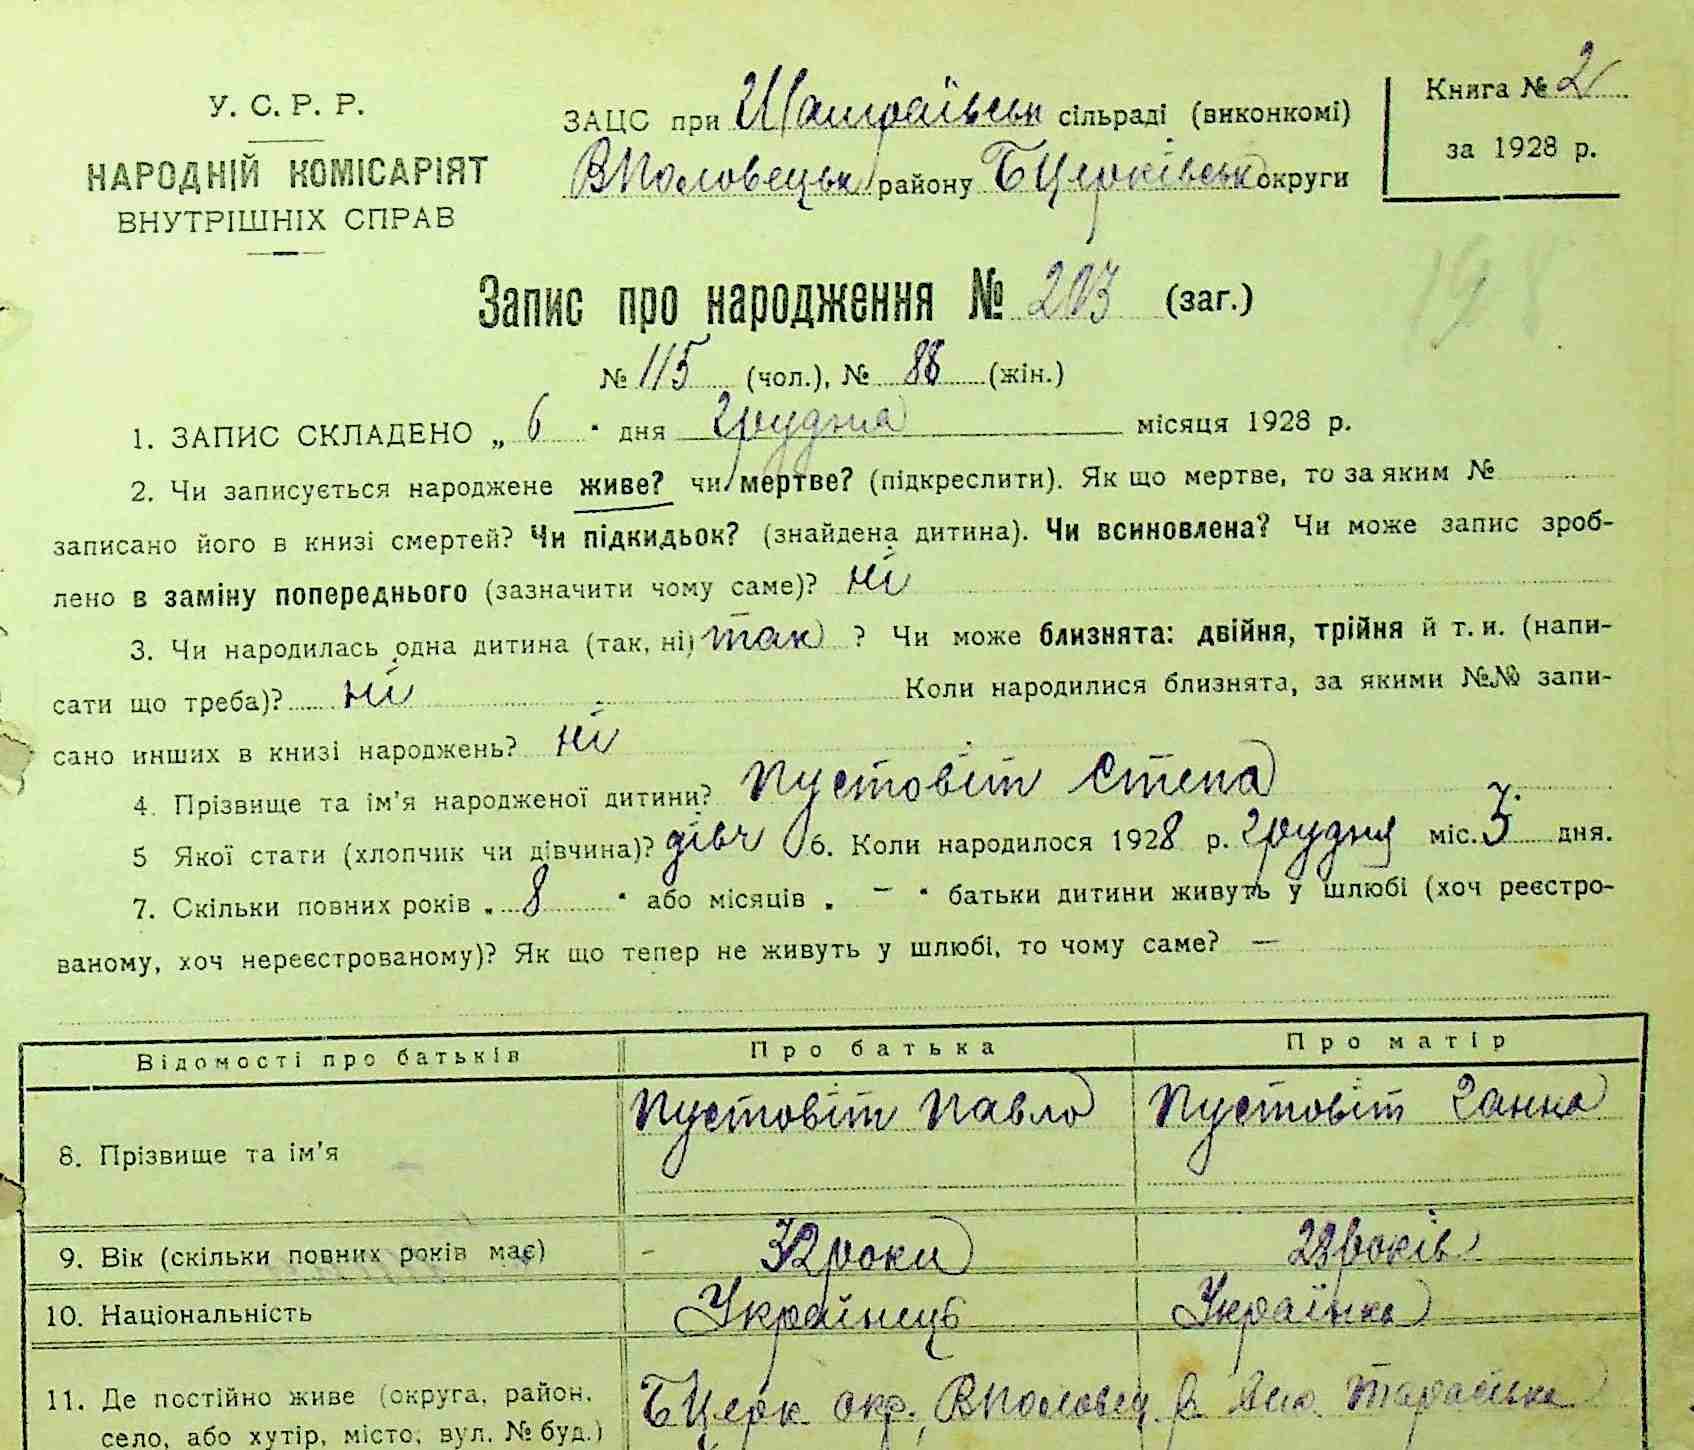 У. С. Р. Р.
НАРОДНІЙ КОМІСАРІЯТ
ВНУТРІШНІХ СПРАВ
ЗАЦС при Шамраївськ сільраді (виконкомі)
ВПоловецьк району БЦерківськ округи
Книга № 2
за 1928 р.
Запис про народження № 203 (заг.)
№ 115 (чол.), № 88 (жін.)
1. ЗАПИС СКЛАДЕНО „ 6 " дня Грудня місяця 1928 р.
2. Чи записується народжене живе? чи мертве? (підкреслити). Як що мертве, то за яким №
записано його в книзі смертей? Чи підкидьок? (знайдена дитина). Чи всиновлена? Чи може запис зроб-
лено в заміну попереднього (зазначити чому саме)? ні
3. Чи народилась одна дитина (так, ні) так ? Чи може близнята: двійня, трійня й т. и. (напи-
сати що треба)? ні Коли народилися близнята, за якими №№ запи-
сано инших в книзі народжень? ні
4. Прізвище та ім'я народженої дитини? Пустовіт Степа
5 Якої стати (хлопчик чи дівчина)? дівч 6. Коли народилося 1928 р. Грудня міс. 3 дня.
7. Скільки повних років „ 8 " або місяців „ — " батьки дитини живуть у шлюбі (хоч реєстро-
ваному, хоч нереєстрованому)? Як що тепер не живуть у шлюбі, то чому саме? —
Відомості про батьків Про батька Про матір
8. Прізвище та ім'я Пустовіт Павло Пустовіт Ганна
9. Вік (скільки повних років має) 32 роки 28 років
10. Національність Українець Українка
11. Де постійно живе (округа, район, БЦерк окр. ВПоловец р.
село, або хутір, місто, вул. № буд.)